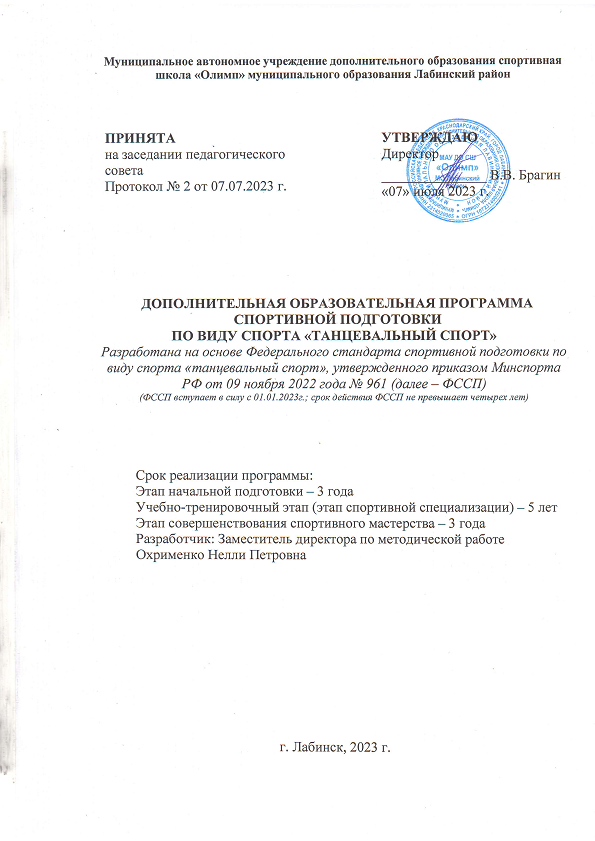 Муниципальное автономное учреждение дополнительного образования спортивная
школа «Олимп» муниципального образования Лабинский район
ПРИНЯТА
на заседании педагогического
совета
Протокол № 2 от 07.07.2023 г.
УТВЕРЖДАЮ
Директор
В.В. Брагин
«07» июля 2023 г.
МАУ ДО СШ
«Олимп»
ДОПОЛНИТЕЛЬНАЯ ОБРАЗОВАТЕЛЬНАЯ ПРОГРАММА
СПОРТИВНОЙ ПОДГОТОВКИ
ПО ВИДУ СПОРТА «ТАНЦЕВАЛЬНЫЙ СПОРТ»
Разработана на основе Федерального стандарта спортивной подготовки по
виду спорта «танцевальный спорт», утвержденного приказом Минспорта
РФ от 09 ноября 2022 года № 961 (далее – ФССП)
(ФССП вступает в силу с 01.01.2023г.; срок действия ФССП не превышает четырех лет)
Срок реализации программы:
Этап начальной подготовки – 3 года
Учебно-тренировочный этап (этап спортивной специализации) – 5 лет
Этап совершенствования спортивного мастерства – 3 года
Разработчик: Заместитель директора по методической работе
Охрименко Нелли Петровна
г. Лабинск, 2023 г.